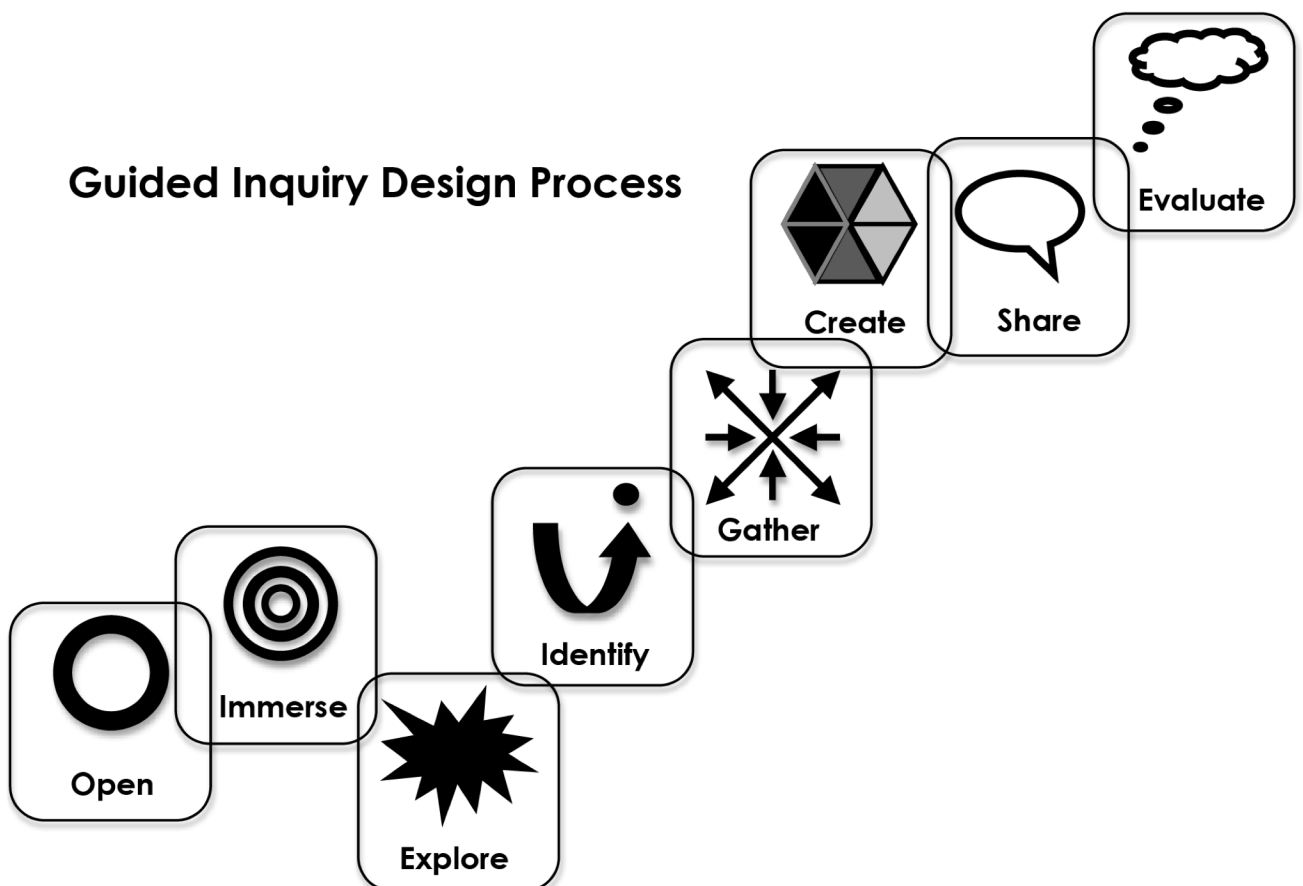 Guided Inquiry Design Process
Open
Immerse
Explore
Identify
Gather
Create
Share
Evaluate